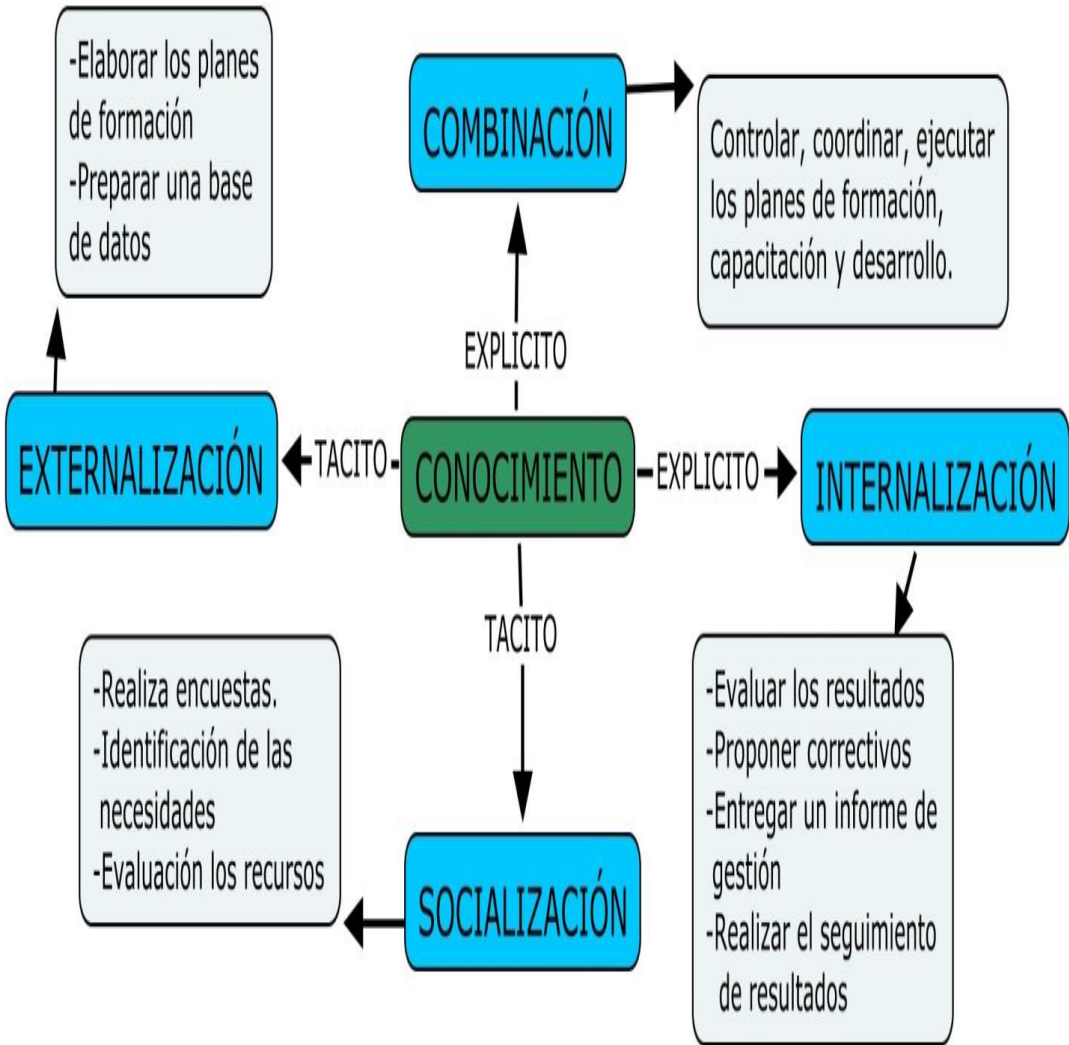 -Elaborar los planes
de formación
-Preparar una base
de datos
COMBINACIÓN
Controlar, coordinar, ejecutar
los planes de formación,
capacitación y desarrollo.
EXPLICITO
EXTERNALIZACIÓN
TACITO
CONOCIMIENTO
EXPLICITO
INTERNALIZACIÓN
TACITO
-Realiza encuestas.
-Identificación de las
necesidades
-Evaluación los recursos
SOCIALIZACIÓN
-Evaluar los resultados
-Proponer correctivos
-Entregar un informe de
gestión
-Realizar el seguimiento
de resultados